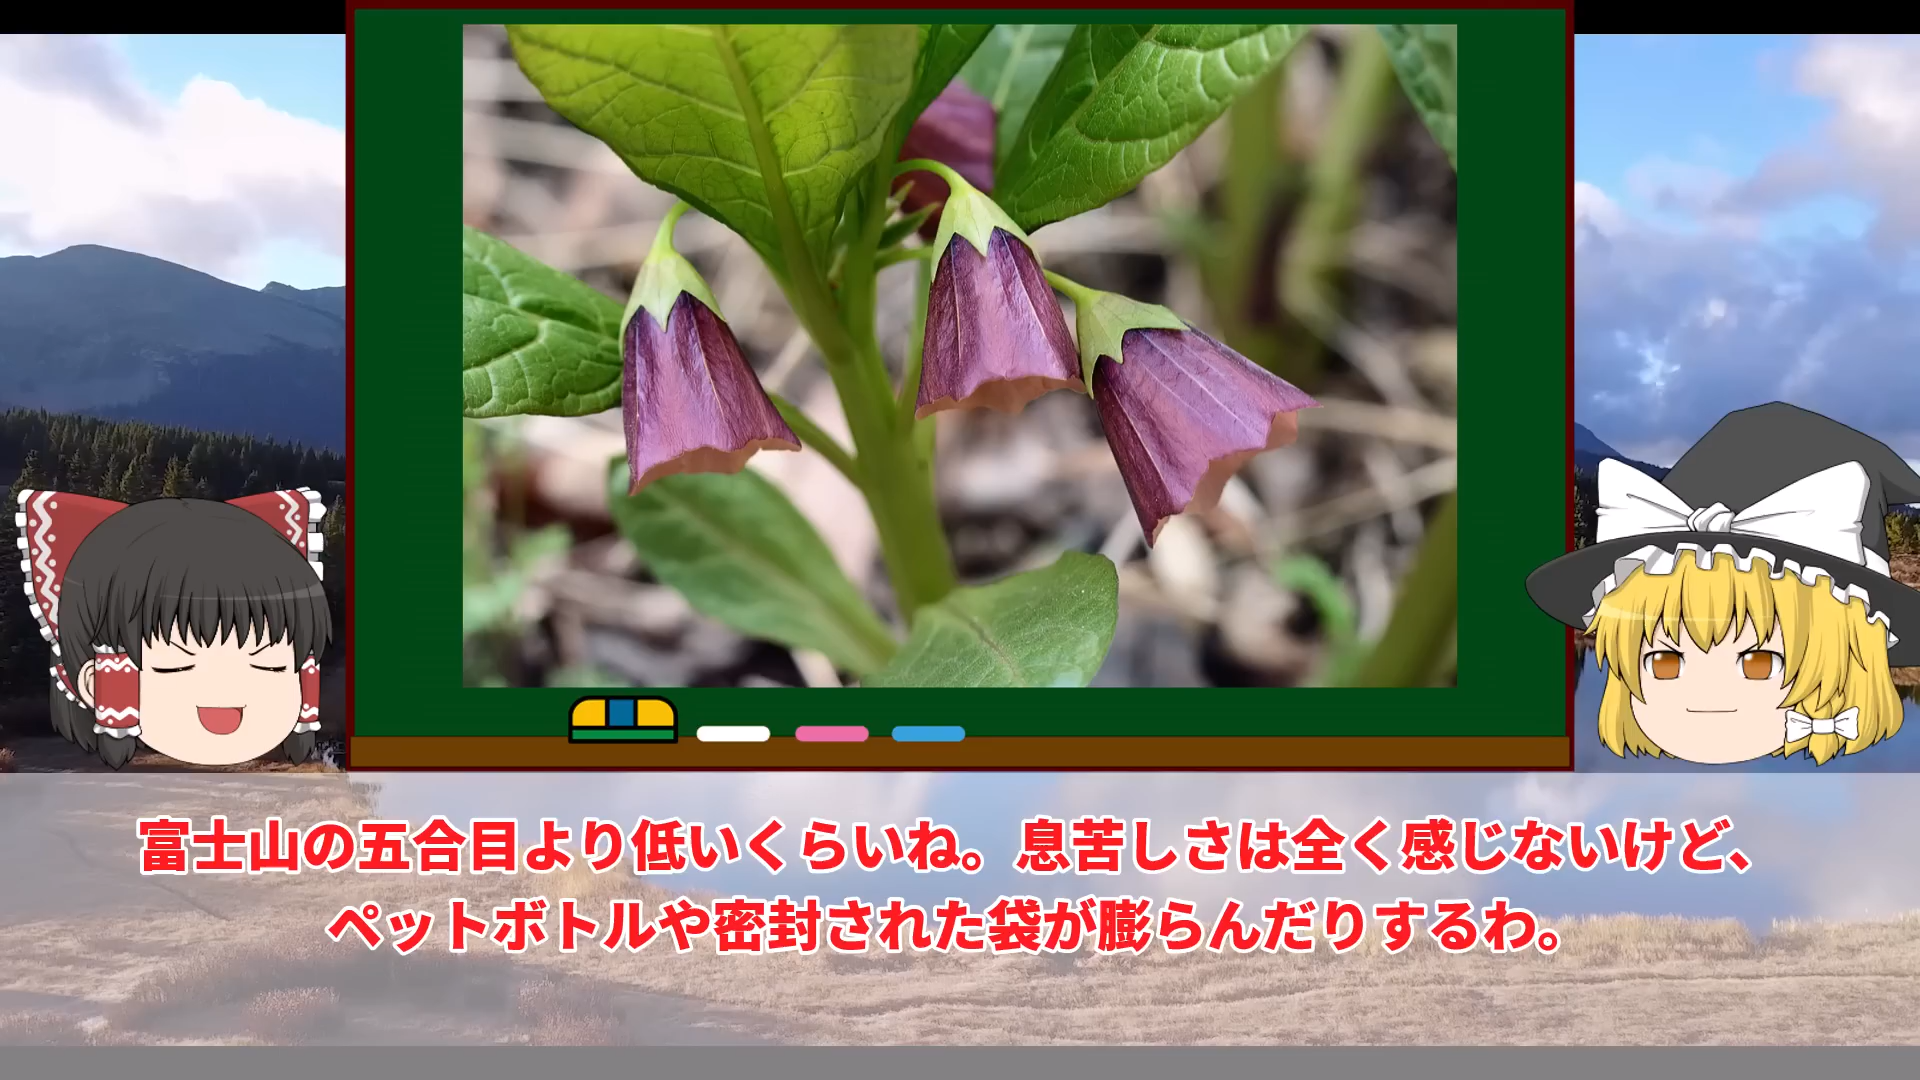 富士山の五合目より低いくらいね。息苦しさは全く感じないけど、
ペットボトルや密封された袋が膨らんだりするわ。